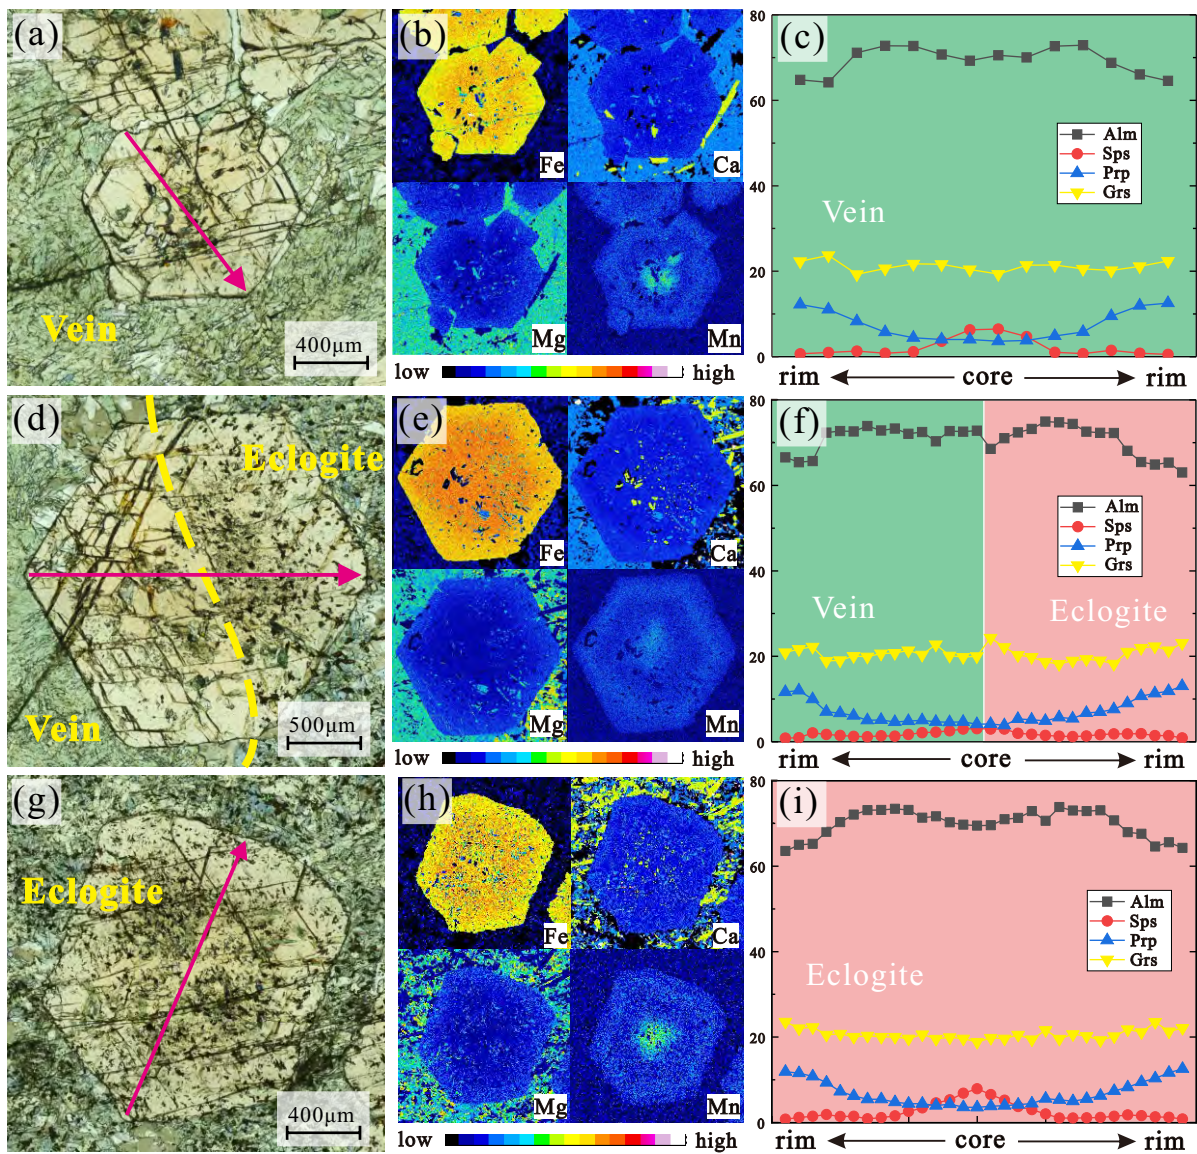 (a)
Vein
400μm
(b)
Fe
Ca
Mg
Mn
low
high
(c)
80
60
40
20
0
Alm
Sps
Prp
Grs
Vein
rim
core
rim
(d)
Eclogite
Vein
500μm
(e)
Fe
Ca
Mg
Mn
low
high
(f)
80
60
40
20
0
Alm
Sps
Prp
Grs
Vein
Eclogite
rim
core
rim
(g)
Eclogite
400μm
(h)
Fe
Ca
Mg
Mn
low
high
(i)
80
60
40
20
0
Alm
Sps
Prp
Grs
Eclogite
rim
core
rim